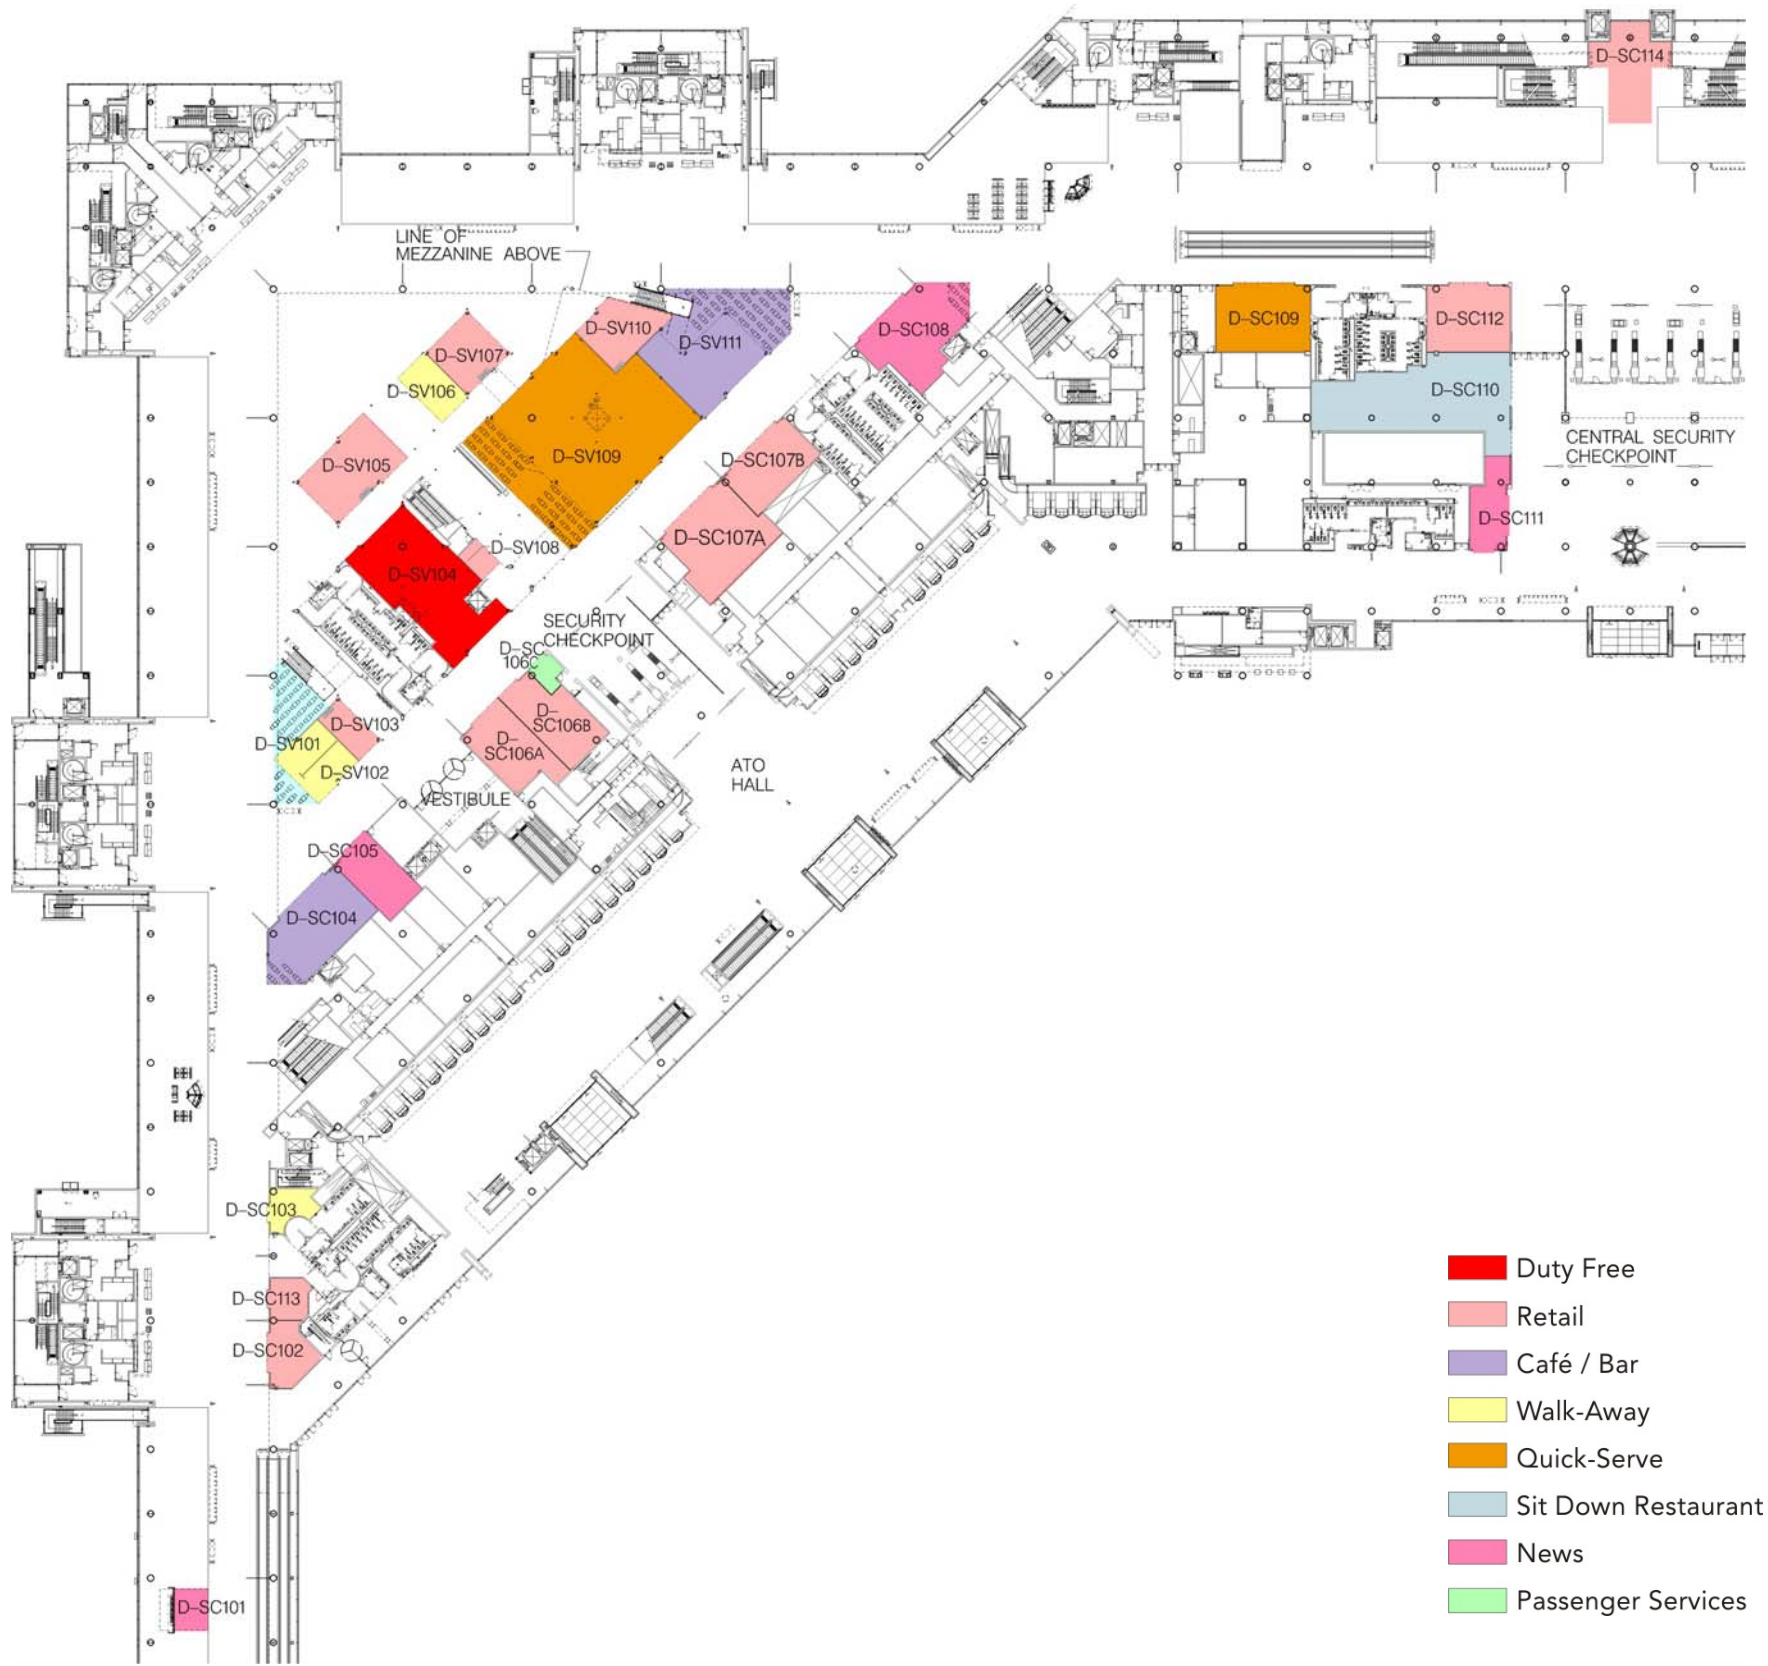 D–SC114
LINE OF
MEZZANINE ABOVE
D–SV110
D–SC108
D–SC109
D–SC112
D–SV111
D–SV107
D–SV106
D–SC110
D–SV109
D–SV105
D–SC107B
CENTRAL SECURITY
CHECKPOINT
D–SC111
D–SC107A
D–SV108
D–SV104
SECURITY
CHECKPOINT
D–SC
106C
D–
SC106B
D–
SC106A
D–SV103
D–SV101
D–SV102
ATO
HALL
VESTIBULE
D–SC105
D–SC104
D–SC103
D–SC113
D–SC102
D–SC101
Duty Free
Retail
Café / Bar
Walk-Away
Quick-Serve
Sit Down Restaurant
News
Passenger Services